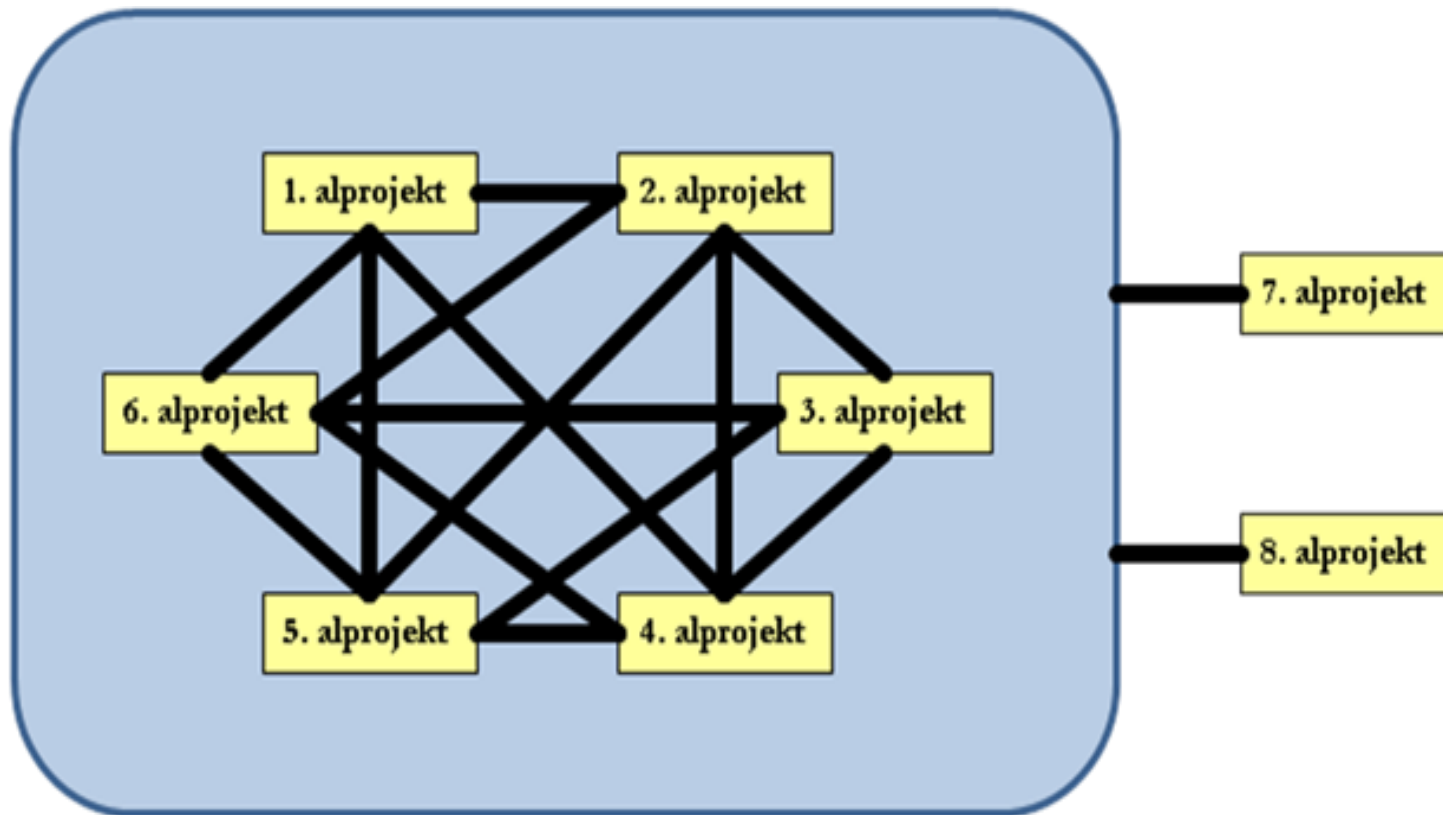 1. alprojekt
2. alprojekt
7. alprojekt
6. alprojekt
3. alprojekt
8. alprojekt
5. alprojekt
4. alprojekt